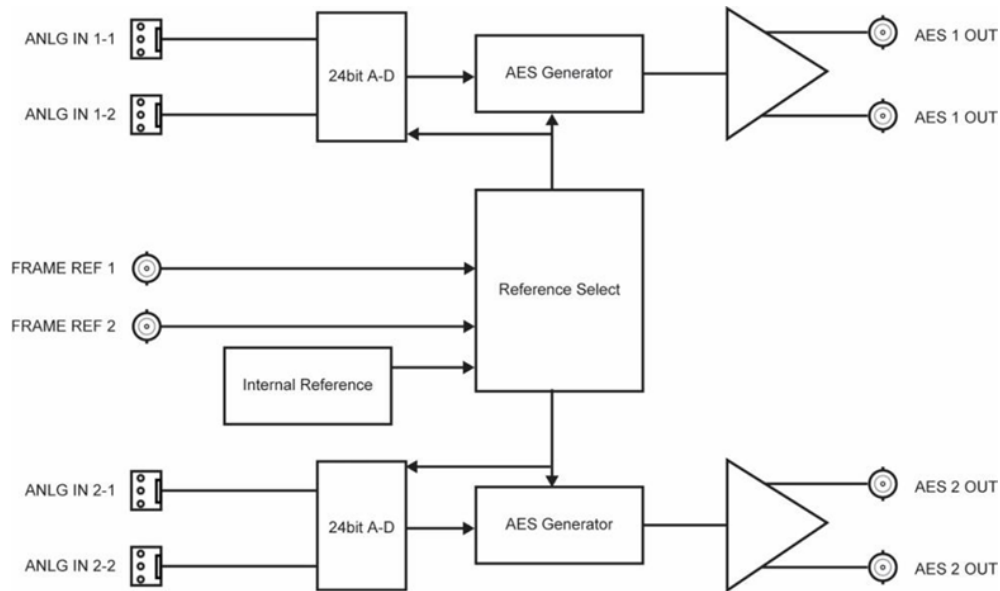 ANLG IN 1-1
ANLG IN 1-2
24bit A-D
AES Generator
AES 1 OUT
AES 1 OUT
FRAME REF 1
FRAME REF 2
Reference Select
Internal Reference
ANLG IN 2-1
ANLG IN 2-2
24bit A-D
AES Generator
AES 2 OUT
AES 2 OUT